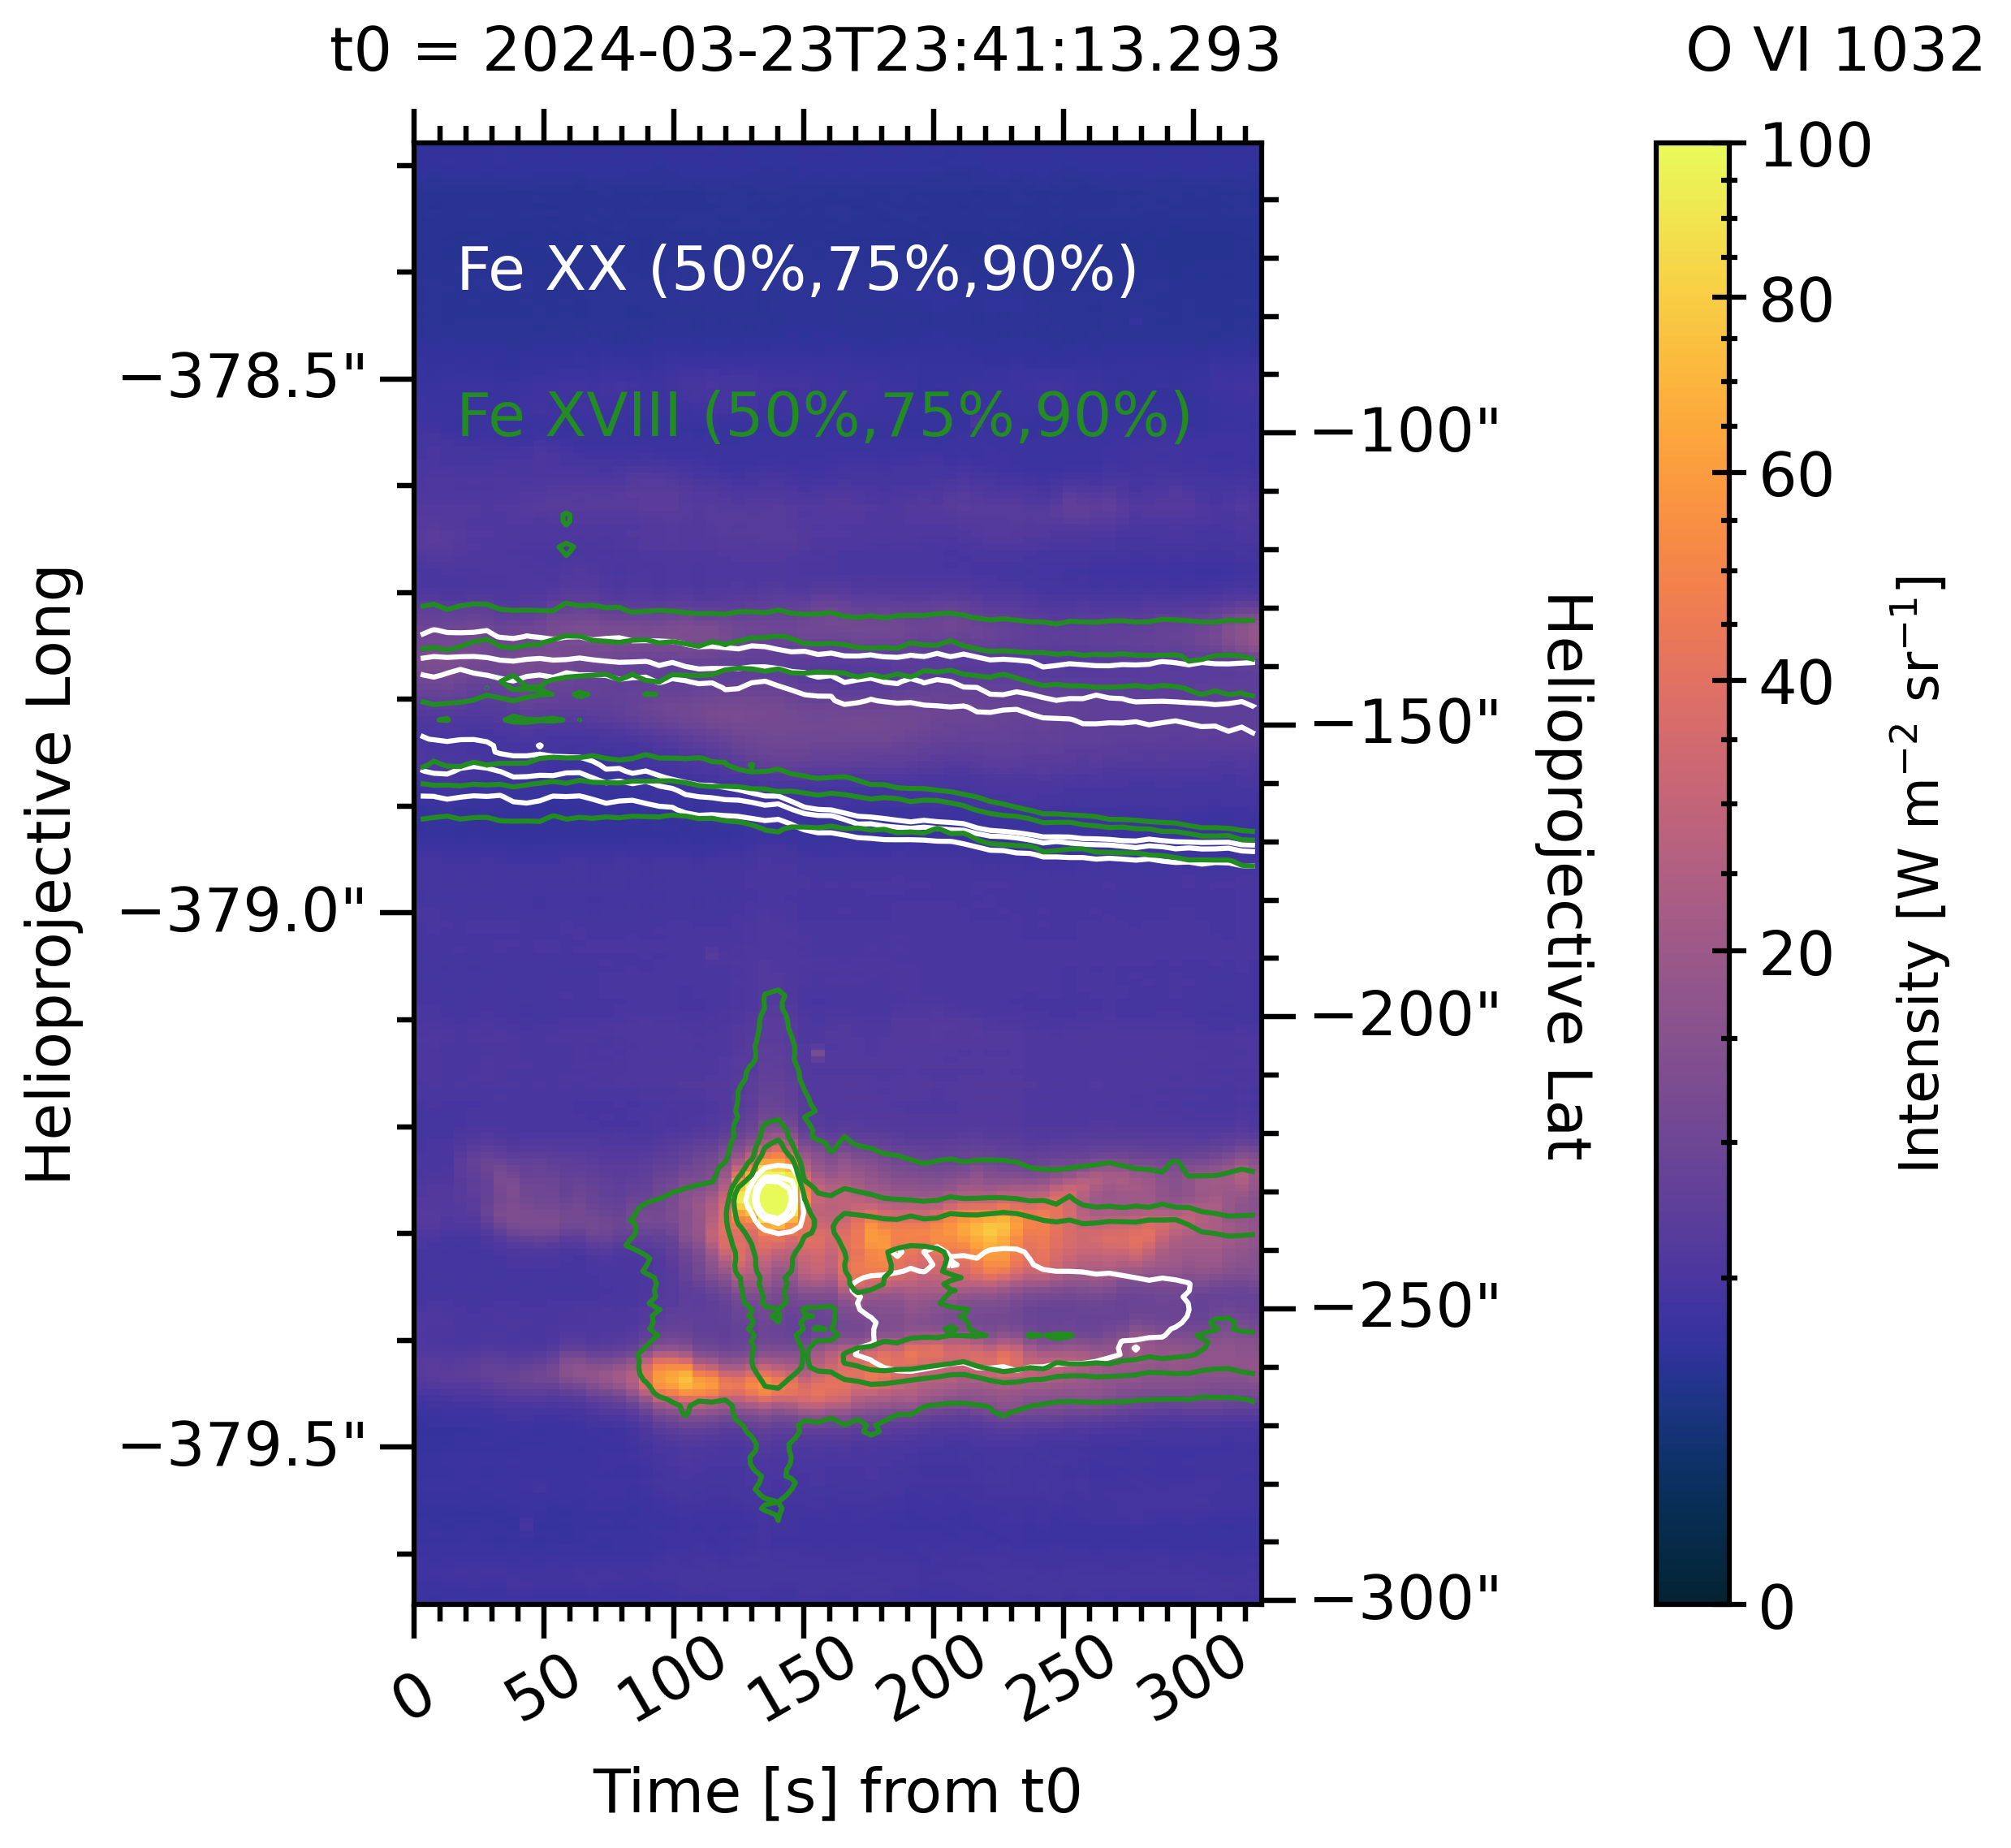 t0 = 2024-03-23T23:41:13.293
O VI 1032
Fe XX (50%,75%,90%)
Fe XVIII (50%,75%,90%)
Helioprojective Long
−378.5"
−379.0"
−379.5"
−100"
−150"
−200"
−250"
−300"
Helioprojective Lat
100
80
60
40
20
0
Intensity [W m⁻² sr⁻¹]
0 50 100 150 200 250 300
Time [s] from t0